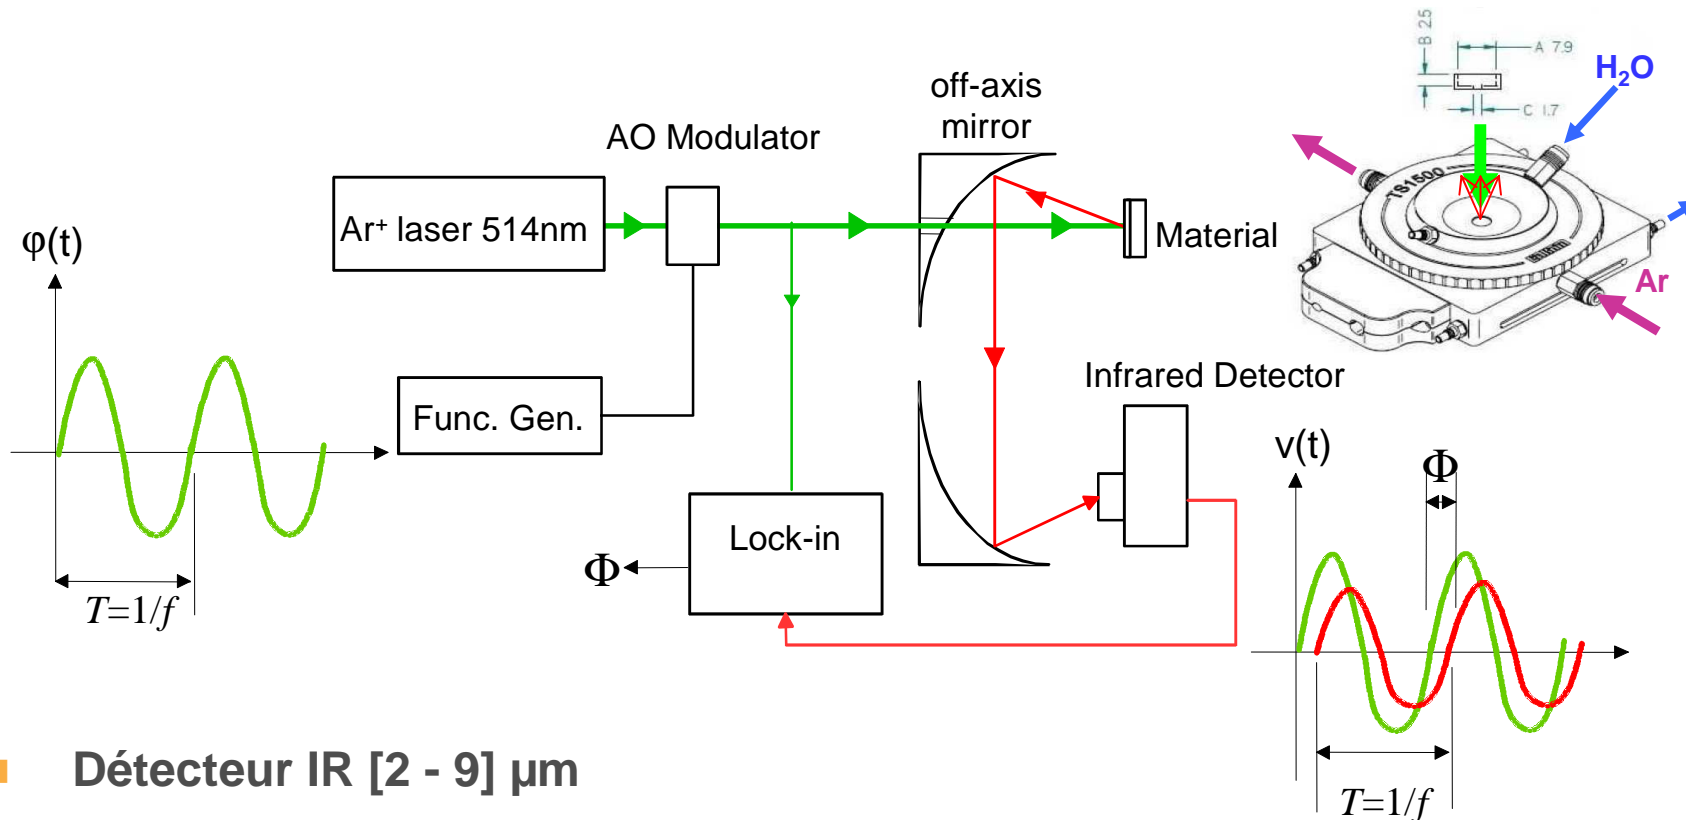 B 2.5
A 7.9
C 1.7
H₂O
off-axis
mirror
AO Modulator
TS1500
Ar⁺ laser 514nm
Material
φ(t)
Ar
Infrared Detector
Func. Gen.
v(t)
Φ
Lock-in
Φ
T=1/f
Détecteur IR [2 - 9] µm
T=1/f